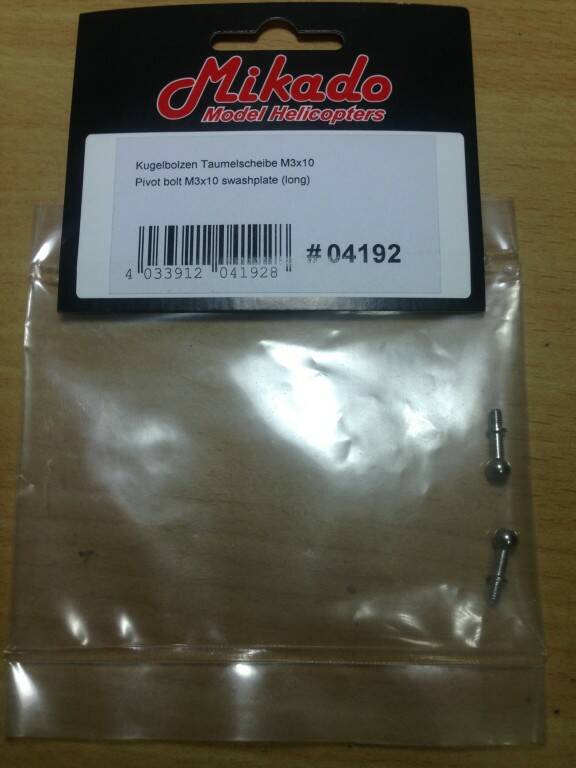 Mikado
Model Helicopters
Kugelbolzen Taumelscheibe M3x10
Pivot bolt M3x10 swashplate (long)
4 033912 041928
#04192